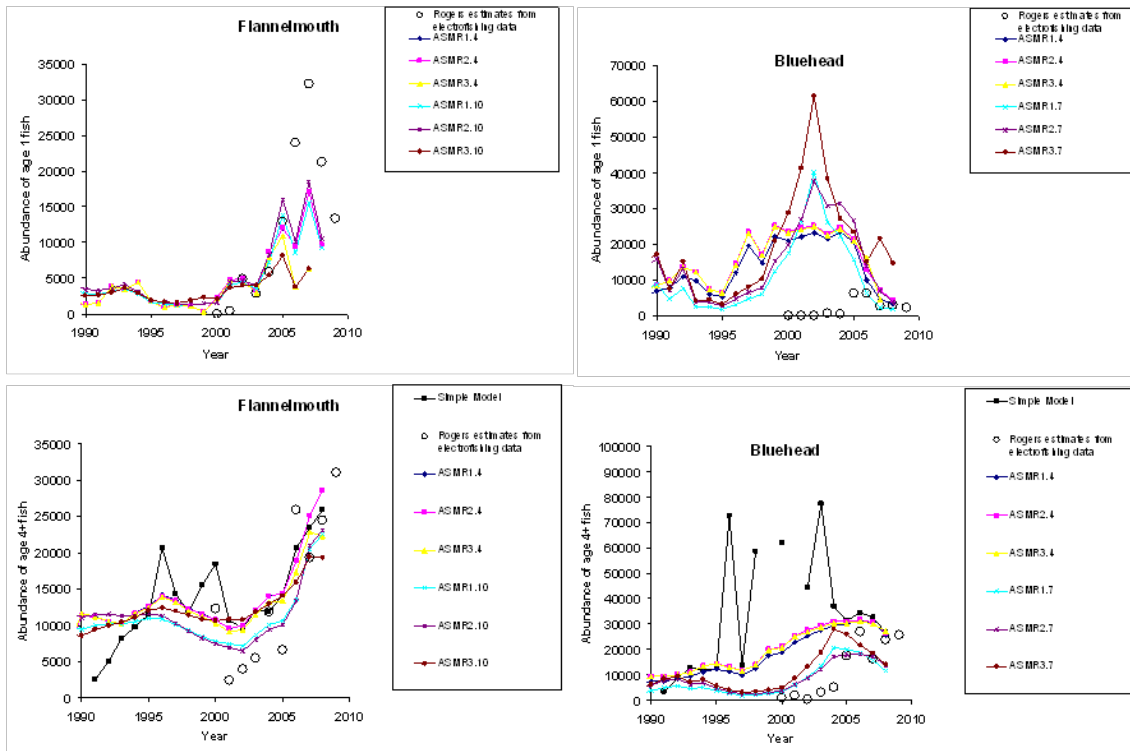 Flannelmouth
Rogers estimates from
electrofishing data
ASMR1.4
ASMR2.4
ASMR3.4
ASMR1.10
ASMR2.10
ASMR3.10
Abundance of age 1 fish
35000
30000
25000
20000
15000
10000
5000
0
1990 1995 2000 2005 2010
Year
Bluehead
Rogers estimates from
electrofishing data
ASMR1.4
ASMR2.4
ASMR3.4
ASMR1.7
ASMR2.7
ASMR3.7
Abundance of age 1 fish
70000
60000
50000
40000
30000
20000
10000
0
1990 1995 2000 2005 2010
Year
Flannelmouth
Simple Model
Rogers estimates from
electrofishing data
ASMR1.4
ASMR2.4
ASMR3.4
ASMR1.10
ASMR2.10
ASMR3.10
Abundance of age 4+ fish
35000
30000
25000
20000
15000
10000
5000
0
1990 1995 2000 2005 2010
Year
Bluehead
Simple Model
Rogers estimates from
electrofishing data
ASMR1.4
ASMR2.4
ASMR3.4
ASMR1.7
ASMR2.7
ASMR3.7
Abundance of age 4+ fish
100000
90000
80000
70000
60000
50000
40000
30000
20000
10000
0
1990 1995 2000 2005 2010
Year